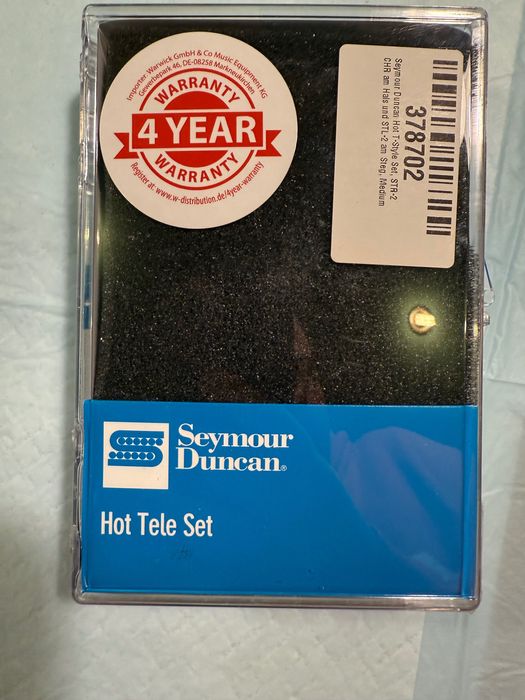 Importer: Warwick GmbH & Co Music Equipment KG
Gewerbepark 46, DE-08258 Markneukirchen
WARRANTY
4 YEAR
WARRANTY
Register at: www.w-distribution.de/4year-warranty
378702
Seymour Duncan Hot T-Style Set, STR-2
CHR am Hals und STL-2 am Steg, Medium
Seymour
Duncan®
Hot Tele Set